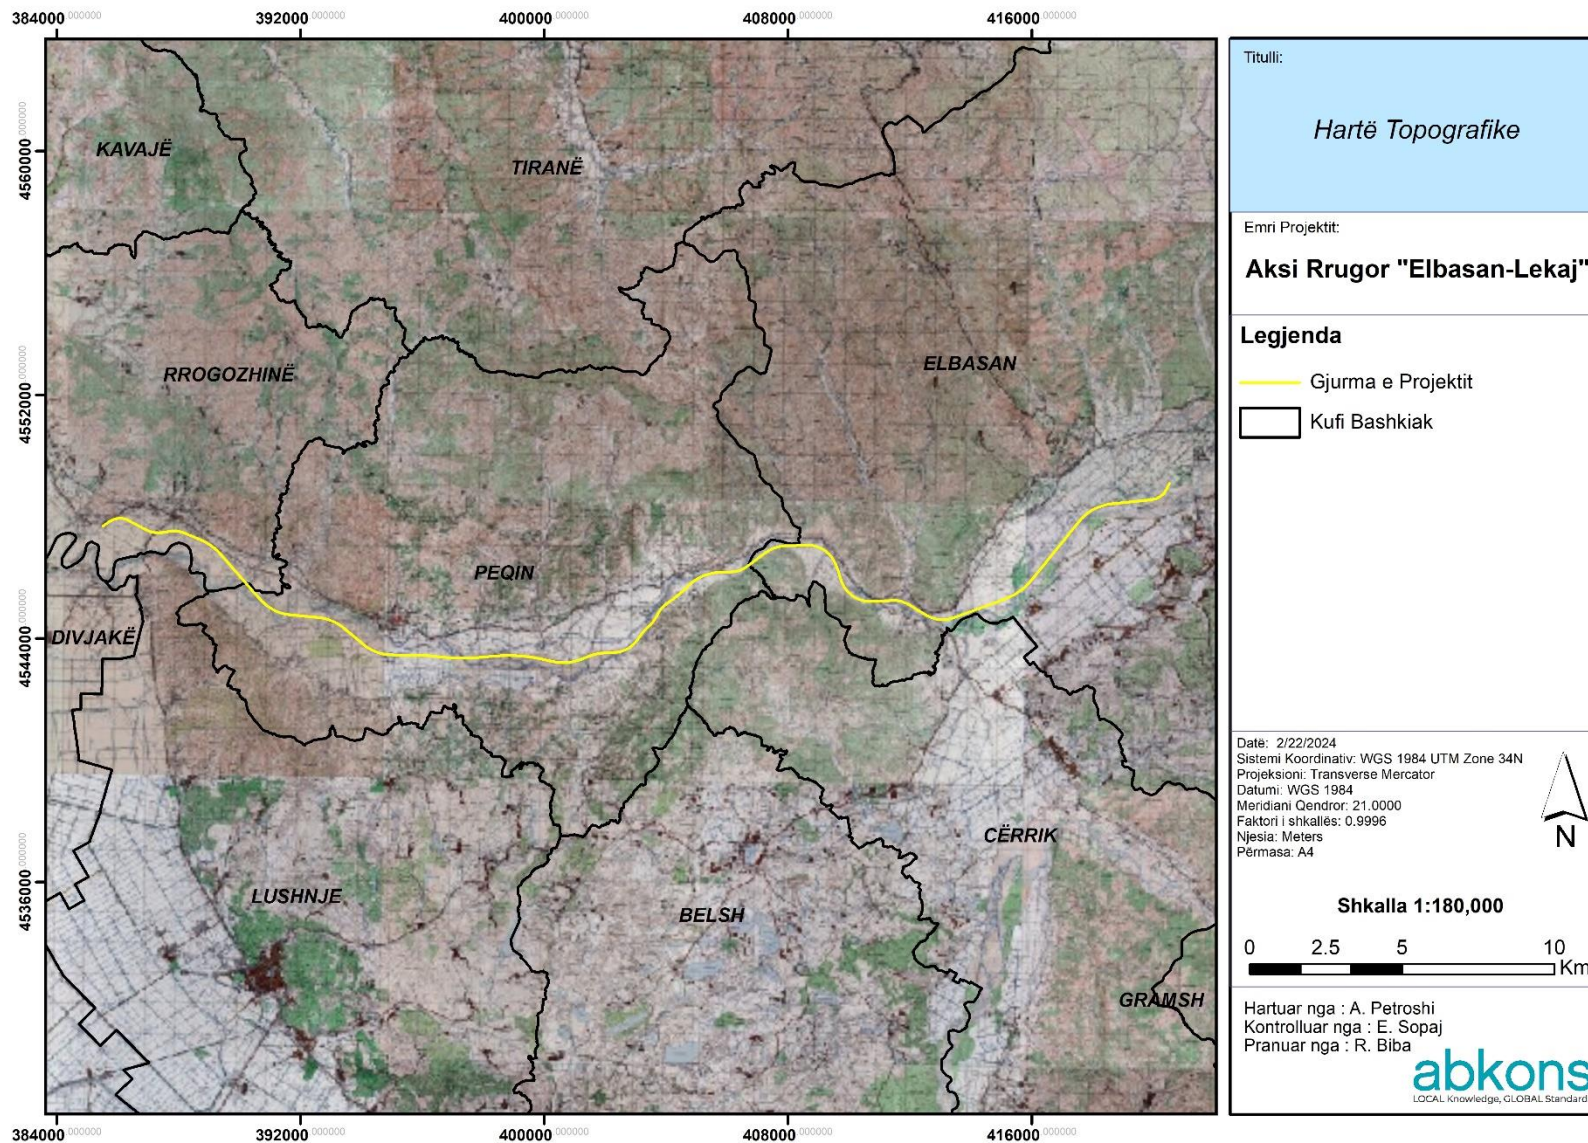 384000.000000 392000.000000 400000.000000 408000.000000 416000.000000
4560000.000000
4552000.000000
4544000.000000
4536000.000000
KAVAJË
TIRANË
RROGOZHINË
ELBASAN
PEQIN
DIVJAKË
CËRRIK
LUSHNJE
BELSH
GRAMSH
384000.000000 392000.000000 400000.000000 408000.000000 416000.000000
Titulli:
Hartë Topografike
Emri Projektit:
Aksi Rrugor "Elbasan-Lekaj"
Legjenda
Gjurma e Projektit
Kufi Bashkiak
Datë: 2/22/2024
Sistemi Koordinativ: WGS 1984 UTM Zone 34N
Projeksioni: Transverse Mercator
Datumi: WGS 1984
Meridiani Qendror: 21.0000
Faktori i shkallës: 0.9996
Njesia: Meters
Përmasa: A4
N
Shkalla 1:180,000
0 2.5 5 10
Km
Hartuar nga : A. Petroshi
Kontrolluar nga : E. Sopaj
Pranuar nga : R. Biba
abkons
LOCAL Knowledge, GLOBAL Standard